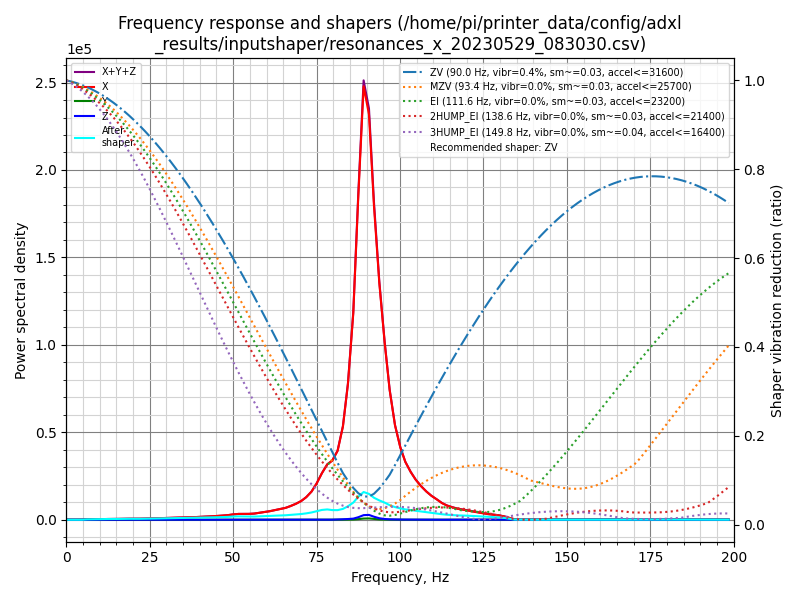 Frequency response and shapers (/home/pi/printer_data/config/adxl
_results/inputshaper/resonances_x_20230529_083030.csv)
1e5
X+Y+Z
X
Y
Z
After
shaper
ZV (90.0 Hz, vibr=0.4%, sm~=0.03, accel<=31600)
MZV (93.4 Hz, vibr=0.0%, sm~=0.03, accel<=25700)
EI (111.6 Hz, vibr=0.0%, sm~=0.03, accel<=23200)
2HUMP_EI (138.6 Hz, vibr=0.0%, sm~=0.03, accel<=21400)
3HUMP_EI (149.8 Hz, vibr=0.0%, sm~=0.04, accel<=16400)
Recommended shaper: ZV
Power spectral density
2.5
2.0
1.5
1.0
0.5
0.0
1.0
0.8
0.6
0.4
0.2
0.0
Shaper vibration reduction (ratio)
0 25 50 75 100 125 150 175 200
Frequency, Hz